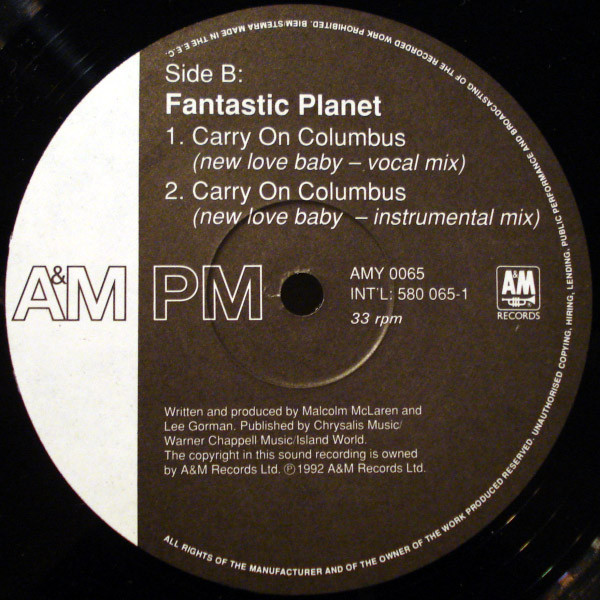 Side B:
Fantastic Planet
1. Carry On Columbus
(new love baby – vocal mix)
2. Carry On Columbus
(new love baby – instrumental mix)
A&M PM
AMY 0065
INT'L: 580 065-1
33 rpm
A&M
RECORDS
Written and produced by Malcolm McLaren and
Lee Gorman. Published by Chrysalis Music/
Warner Chappell Music/Island World.
The copyright in this sound recording is owned
by A&M Records Ltd. Ⓟ 1992 A&M Records Ltd.
ALL RIGHTS OF THE MANUFACTURER AND OF THE OWNER OF THE WORK PRODUCED RESERVED. UNAUTHORISED COPYING, HIRING, LENDING, PUBLIC PERFORMANCE AND BROADCASTING OF THE RECORDED WORK PROHIBITED. BIEM/STEMRA MADE IN THE E.E.C.